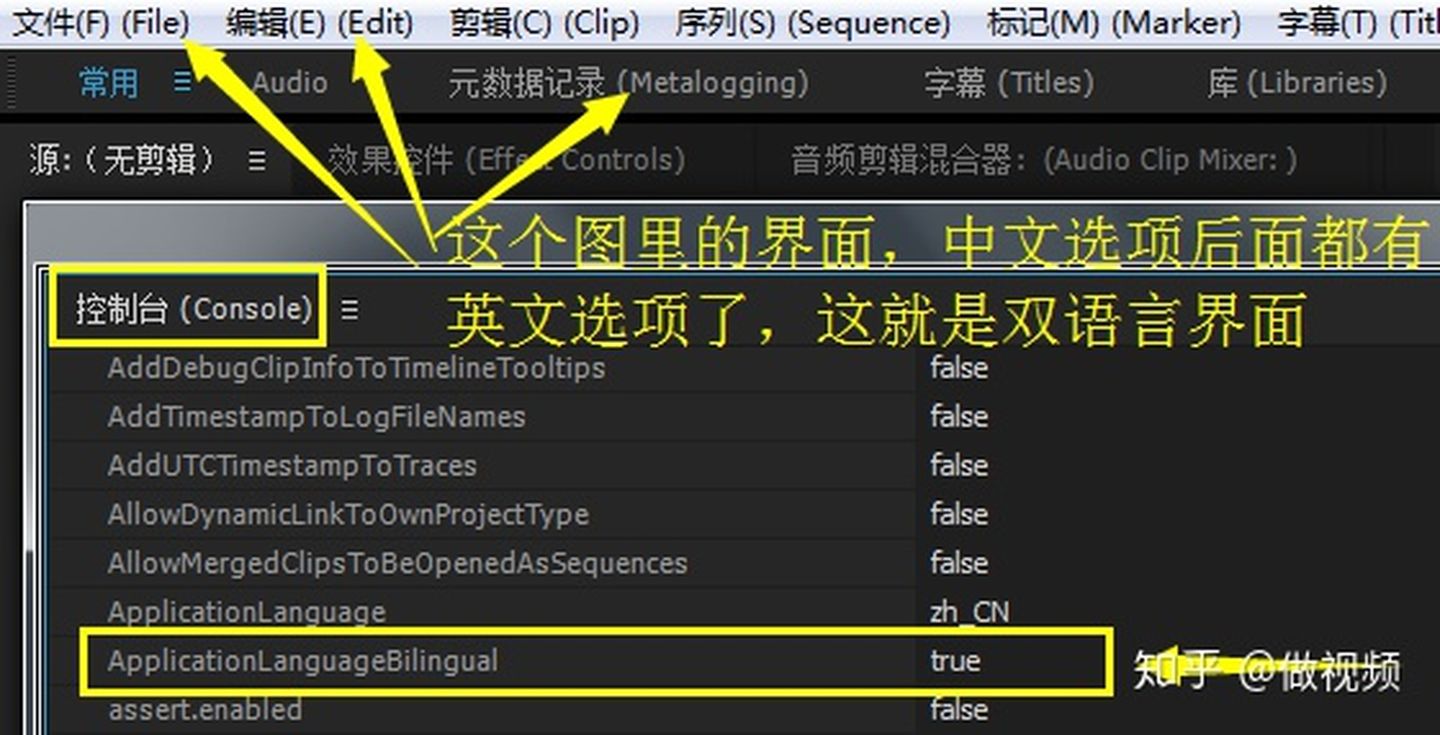 文件(F) (File) 编辑(E) (Edit) 剪辑(C) (Clip) 序列(S) (Sequence) 标记(M) (Marker) 字幕(T) (Titl
常用 Audio 元数据记录 (Metalogging) 字幕 (Titles) 库 (Libraries)
源:（无剪辑） 效果控件 (Effect Controls) 音频剪辑混合器: (Audio Clip Mixer: )
这个图里的界面，中文选项后面都有
控制台 (Console) 英文选项了，这就是双语言界面
AddDebugClipInfoToTimelineTooltips false
AddTimestampToLogFileNames false
AddUTCTimestampToTraces false
AllowDynamicLinkToOwnProjectType false
AllowMergedClipsToBeOpenedAsSequences false
ApplicationLanguage zh_CN
ApplicationLanguageBilingual true 知乎 @做视频
assert.enabled false